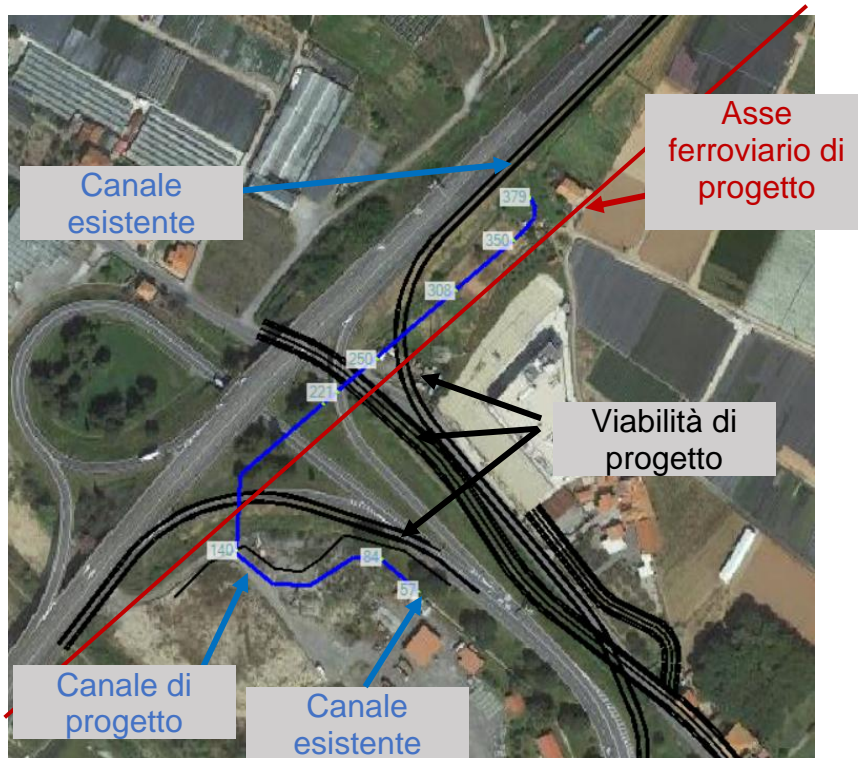 Asse
ferroviario di
progetto
Canale
esistente
379
350
308
250
221
Viabilità di
progetto
140
84
57
Canale di
progetto
Canale
esistente